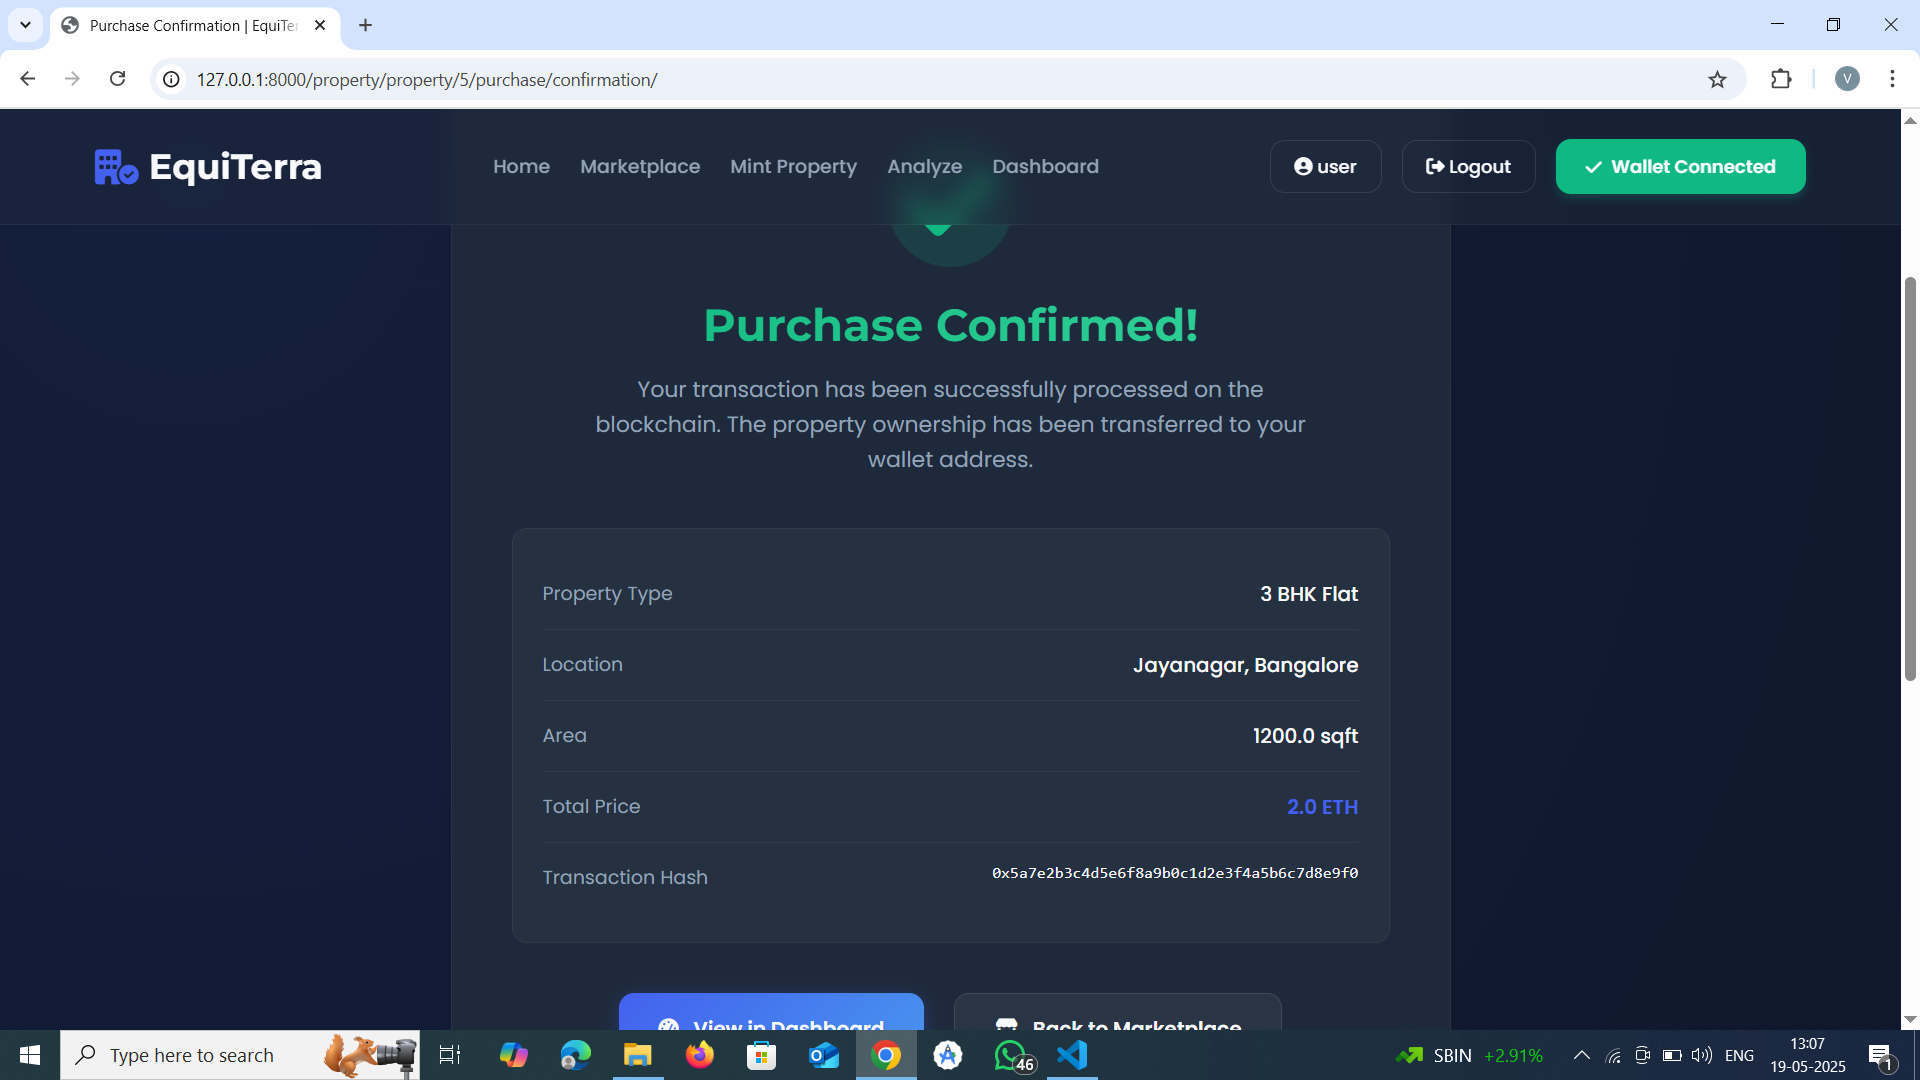 Purchase Confirmation | EquiTer
127.0.0.1:8000/property/property/5/purchase/confirmation/
V
EquiTerra
Home
Marketplace
Mint Property
Analyze
Dashboard
user
Logout
Wallet Connected
Purchase Confirmed!
Your transaction has been successfully processed on the
blockchain. The property ownership has been transferred to your
wallet address.
Property Type
3 BHK Flat
Location
Jayanagar, Bangalore
Area
1200.0 sqft
Total Price
2.0 ETH
Transaction Hash
0x5a7e2b3c4d5e6f8a9b0c1d2e3f4a5b6c7d8e9f0
View in Dashboard
Back to Marketplace
Type here to search
46
SBIN +2.91%
ENG
13:07
19-05-2025
1